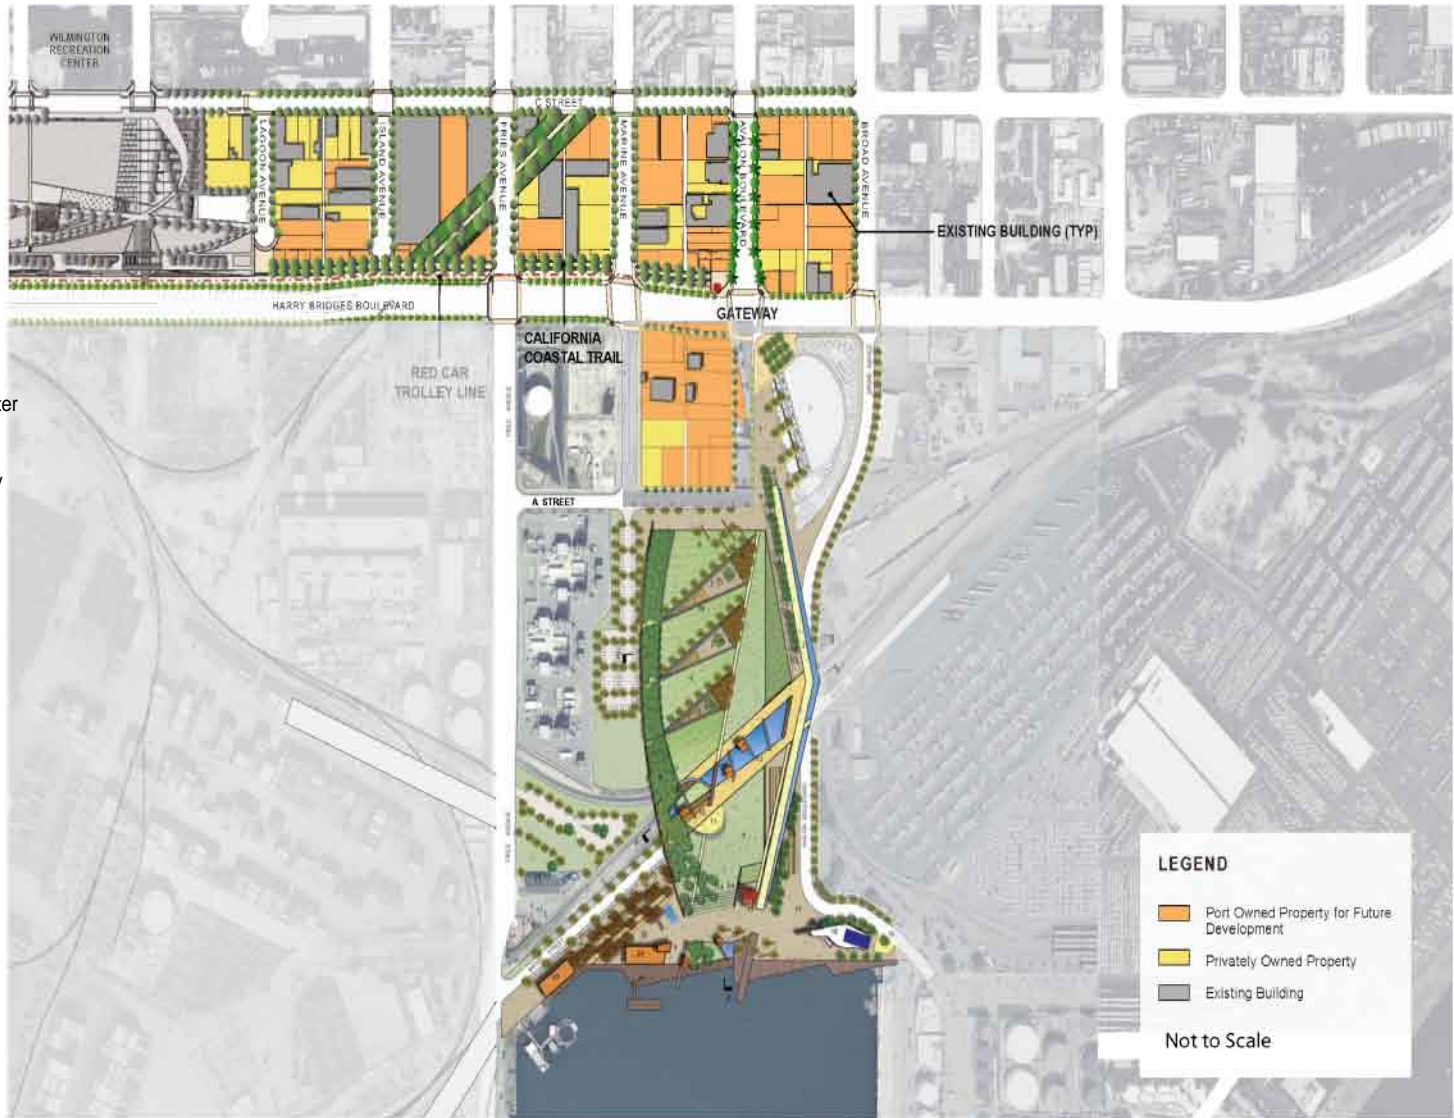 WILMINGTON
RECREATION
CENTER
C STREET
LAGOON AVENUE
ISLAND AVENUE
FRIES AVENUE
MARINE AVENUE
AVALON BOULEVARD
BROAD AVENUE
EXISTING BUILDING (TYP)
HARRY BRIDGES BOULEVARD
GATEWAY
CALIFORNIA
COASTAL TRAIL
RED CAR
TROLLEY LINE
A STREET
LEGEND
Port Owned Property for Future
Development
Privately Owned Property
Existing Building
Not to Scale